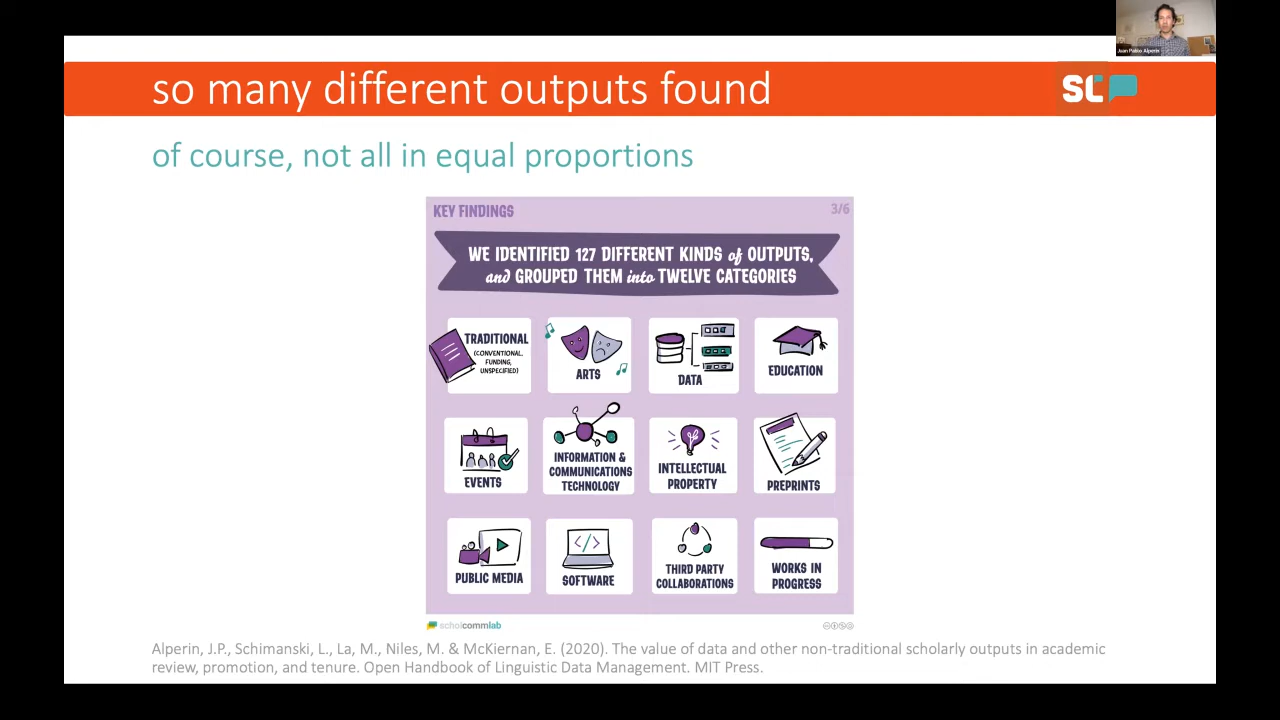 Juan Pablo Alperin
so many different outputs found
SC
of course, not all in equal proportions
KEY FINDINGS
3/6
WE IDENTIFIED 127 DIFFERENT KINDS of OUTPUTS,
and GROUPED THEM into TWELVE CATEGORIES
TRADITIONAL
(CONVENTIONAL,
FUNDING,
UNSPECIFIED)
ARTS
DATA
EDUCATION
EVENTS
INFORMATION &
COMMUNICATIONS
TECHNOLOGY
INTELLECTUAL
PROPERTY
PREPRINTS
PUBLIC MEDIA
SOFTWARE
THIRD PARTY
COLLABORATIONS
WORKS IN
PROGRESS
scholcommlab
Alperin, J.P., Schimanski, L., La, M., Niles, M. & McKiernan, E. (2020). The value of data and other non-traditional scholarly outputs in academic
review, promotion, and tenure. Open Handbook of Linguistic Data Management. MIT Press.